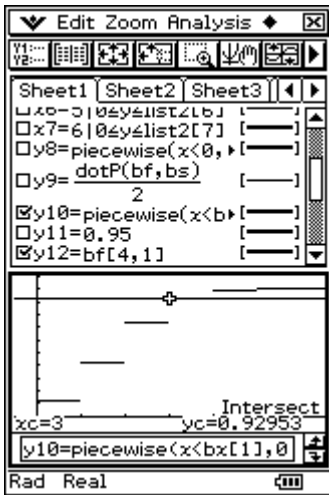 Edit Zoom Analysis
Y1:
Y2:
Sheet1 Sheet2 Sheet3
x7=6|0≤y≤list2[7] [—]
y8=piecewise(x<0, [—]
y9=dotP(bf,bs)/2 [—]
y10=piecewise(x<b [—]
y11=0.95 [—]
y12=bf[4,1] [—]
Intersect
xc=3 yc=0.92953
y10=piecewise(x<bx[1],0
Rad Real